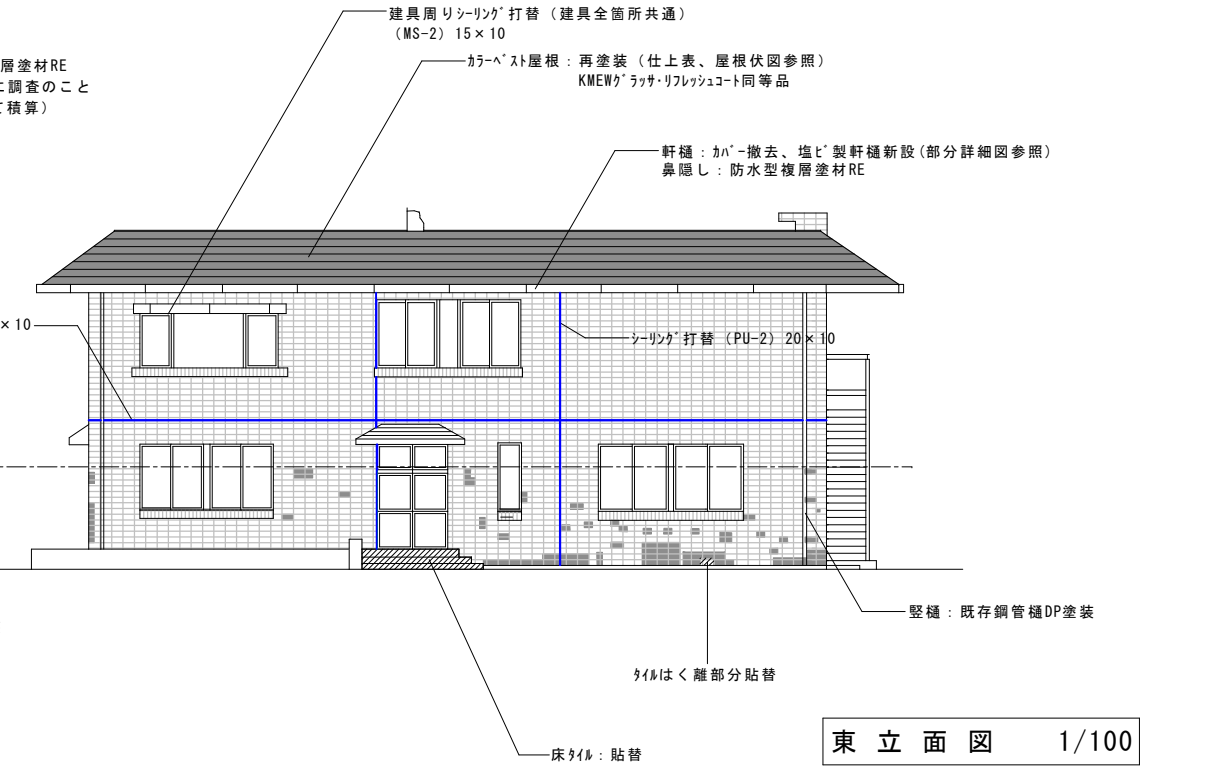 建具周りｼｰﾘﾝｸﾞ打替（建具全箇所共通）
（MS-2）15×10
層塗材RE
に調査のこと
て積算）
ｶﾗｰﾍﾞｽﾄ屋根：再塗装（仕上表、屋根伏図参照）
KMEWｸﾞﾗｯｻ･ﾘﾌﾚｯｼｭｺｰﾄ同等品
軒樋：ｶﾊﾞｰ撤去、塩ﾋﾞ製軒樋新設(部分詳細図参照)
鼻隠し：防水型複層塗材RE
×10
ｼｰﾘﾝｸﾞ打替（PU-2）20×10
竪樋：既存鋼管樋DP塗装
ﾀｲﾙはく離部分貼替
床ﾀｲﾙ：貼替
東立面図 1/100